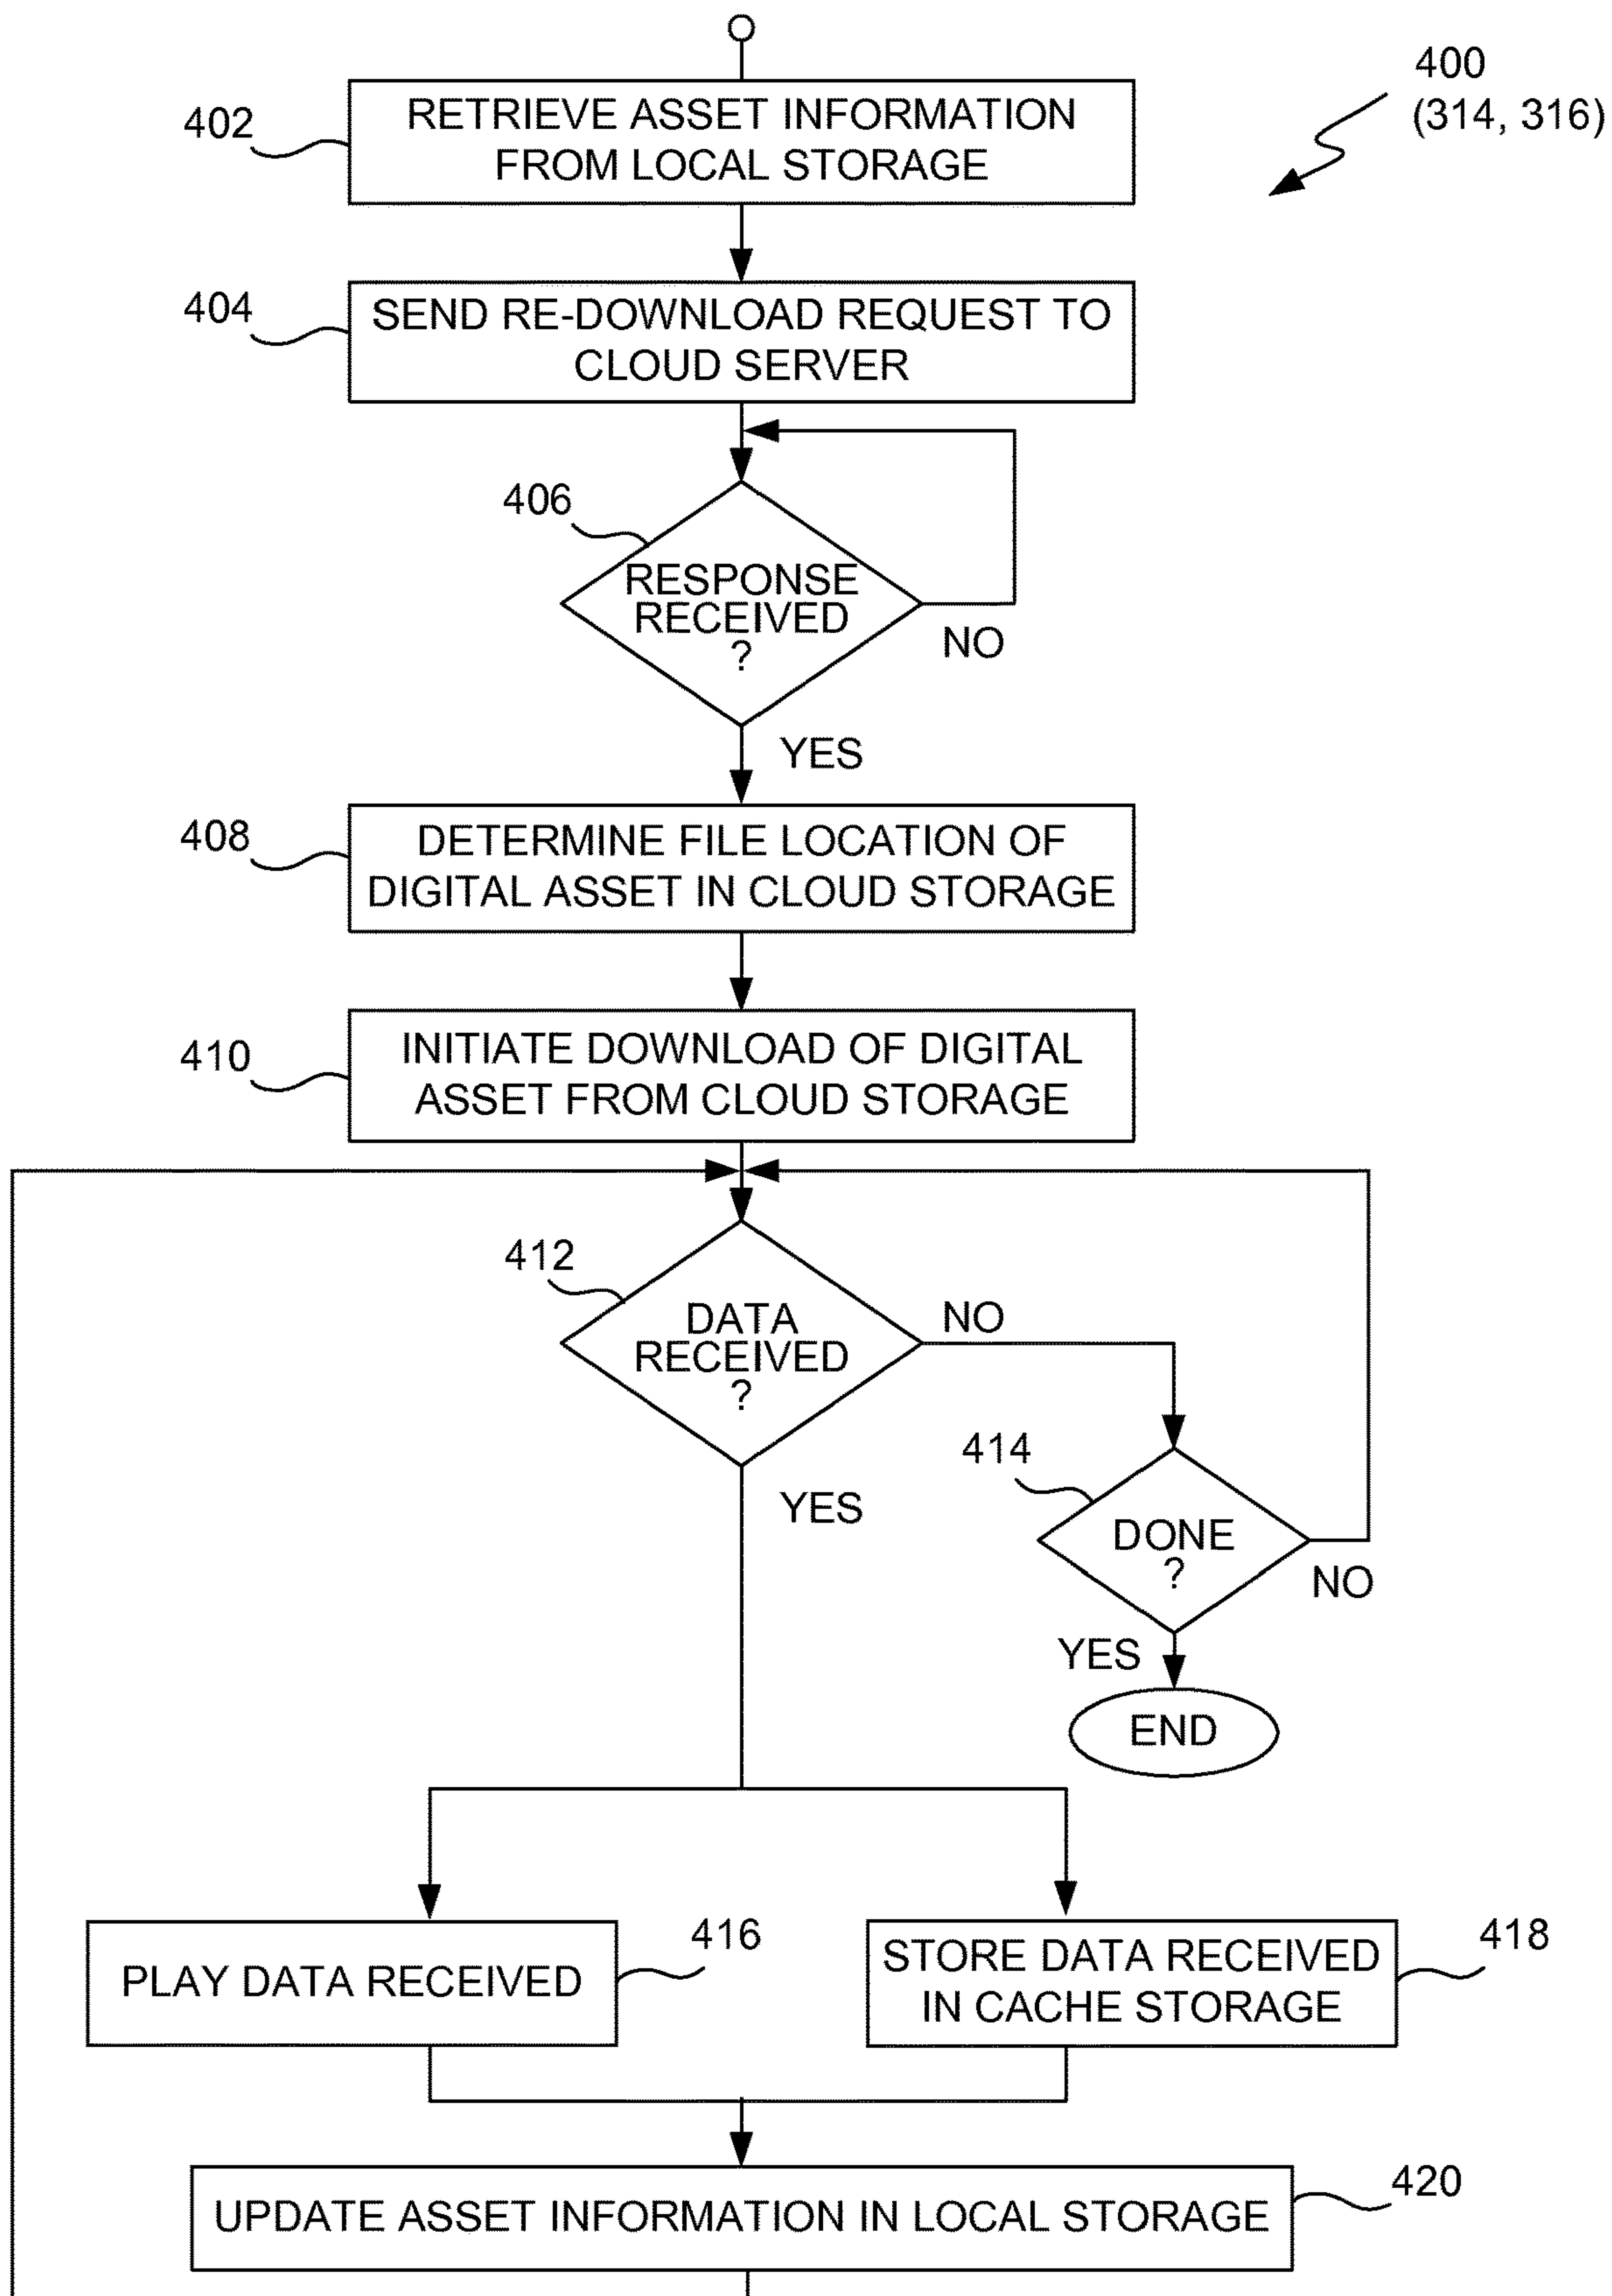 400
(314, 316)
402
RETRIEVE ASSET INFORMATION
FROM LOCAL STORAGE
404
SEND RE-DOWNLOAD REQUEST TO
CLOUD SERVER
406
RESPONSE
RECEIVED
?
NO
YES
408
DETERMINE FILE LOCATION OF
DIGITAL ASSET IN CLOUD STORAGE
410
INITIATE DOWNLOAD OF DIGITAL
ASSET FROM CLOUD STORAGE
412
DATA
RECEIVED
?
NO
YES
414
DONE
?
NO
YES
END
PLAY DATA RECEIVED
416
STORE DATA RECEIVED
IN CACHE STORAGE
418
UPDATE ASSET INFORMATION IN LOCAL STORAGE
420